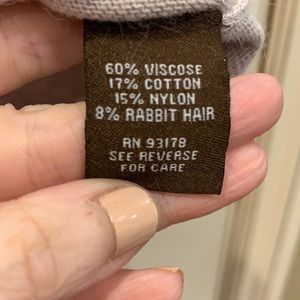 60% VISCOSE
17% COTTON
15% NYLON
8% RABBIT HAIR
RN 93178
SEE REVERSE
FOR CARE